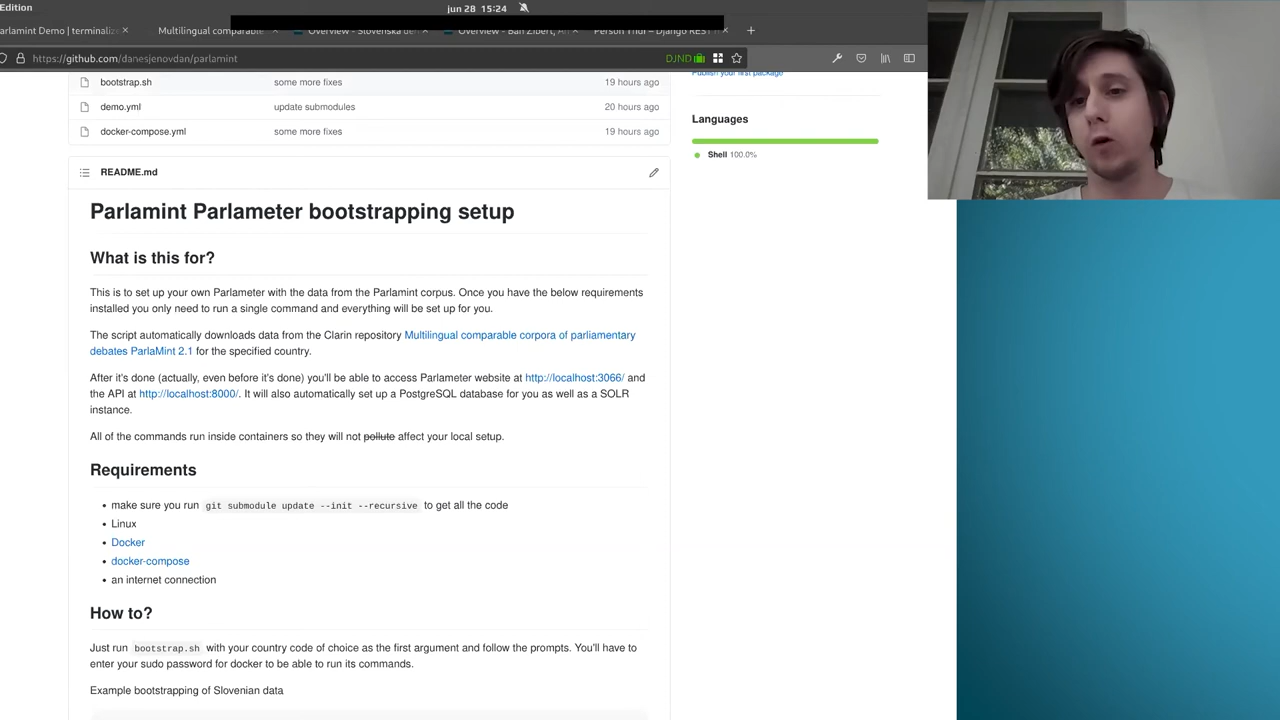 Edition
jun 28 15:24
arlamint Demo | terminaliz
Multilingual comparable
Overview - Slovenska de
Overview - Ban Žibert, An
Person Thur – Django REST f
https://github.com/danesjenovdan/parlamint
DJND
bootstrap.sh some more fixes 19 hours ago
demo.yml update submodules 20 hours ago
docker-compose.yml some more fixes 19 hours ago
Publish your first package
Languages
Shell 100.0%
README.md
Parlamint Parlameter bootstrapping setup
What is this for?
This is to set up your own Parlameter with the data from the Parlamint corpus. Once you have the below requirements
installed you only need to run a single command and everything will be set up for you.
The script automatically downloads data from the Clarin repository Multilingual comparable corpora of parliamentary
debates ParlaMint 2.1 for the specified country.
After it's done (actually, even before it's done) you'll be able to access Parlameter website at http://localhost:3066/ and
the API at http://localhost:8000/. It will also automatically set up a PostgreSQL database for you as well as a SOLR
instance.
All of the commands run inside containers so they will not pollute affect your local setup.
Requirements
make sure you run git submodule update --init --recursive to get all the code
Linux
Docker
docker-compose
an internet connection
How to?
Just run bootstrap.sh with your country code of choice as the first argument and follow the prompts. You'll have to
enter your sudo password for docker to be able to run its commands.
Example bootstrapping of Slovenian data